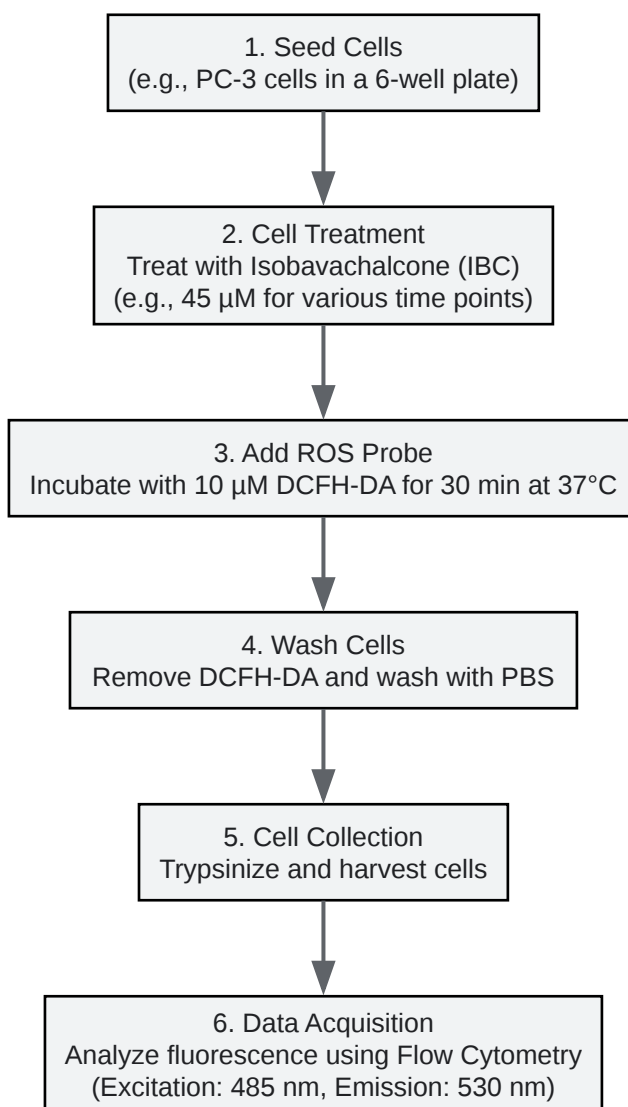 1. Seed Cells
(e.g., PC-3 cells in a 6-well plate)
2. Cell Treatment
Treat with Isobavachalcone (IBC)
(e.g., 45 µM for various time points)
3. Add ROS Probe
Incubate with 10 µM DCFH-DA for 30 min at 37°C
4. Wash Cells
Remove DCFH-DA and wash with PBS
5. Cell Collection
Trypsinize and harvest cells
6. Data Acquisition
Analyze fluorescence using Flow Cytometry
(Excitation: 485 nm, Emission: 530 nm)